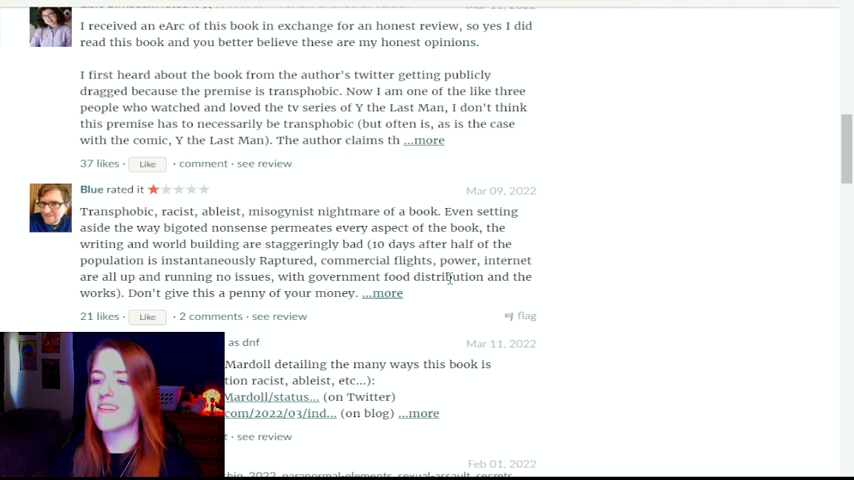 I received an eArc of this book in exchange for an honest review, so yes I did
read this book and you better believe these are my honest opinions.
I first heard about the book from the author's twitter getting publicly
dragged because the premise is transphobic. Now I am one of the like three
people who watched and loved the tv series of Y the Last Man, I don't think
this premise has to necessarily be transphobic (but often is, as is the case
with the comic, Y the Last Man). The author claims th ...more
37 likes · Like · comment · see review
Blue rated it
Mar 09, 2022
Transphobic, racist, ableist, misogynist nightmare of a book. Even setting
aside the way bigoted nonsense permeates every aspect of the book, the
writing and world building are staggeringly bad (10 days after half of the
population is instantaneously Raptured, commercial flights, power, internet
are all up and running no issues, with government food distribution and the
works). Don't give this a penny of your money. ...more
21 likes · Like · 2 comments · see review
flag
as dnf
Mar 11, 2022
Mardoll detailing the many ways this book is
tion racist, ableist, etc...):
Mardoll/status... (on Twitter)
com/2022/03/ind... (on blog) ...more
· see review
Feb 01, 2022
2022, paranormal-elements, sexual-assault, secrets